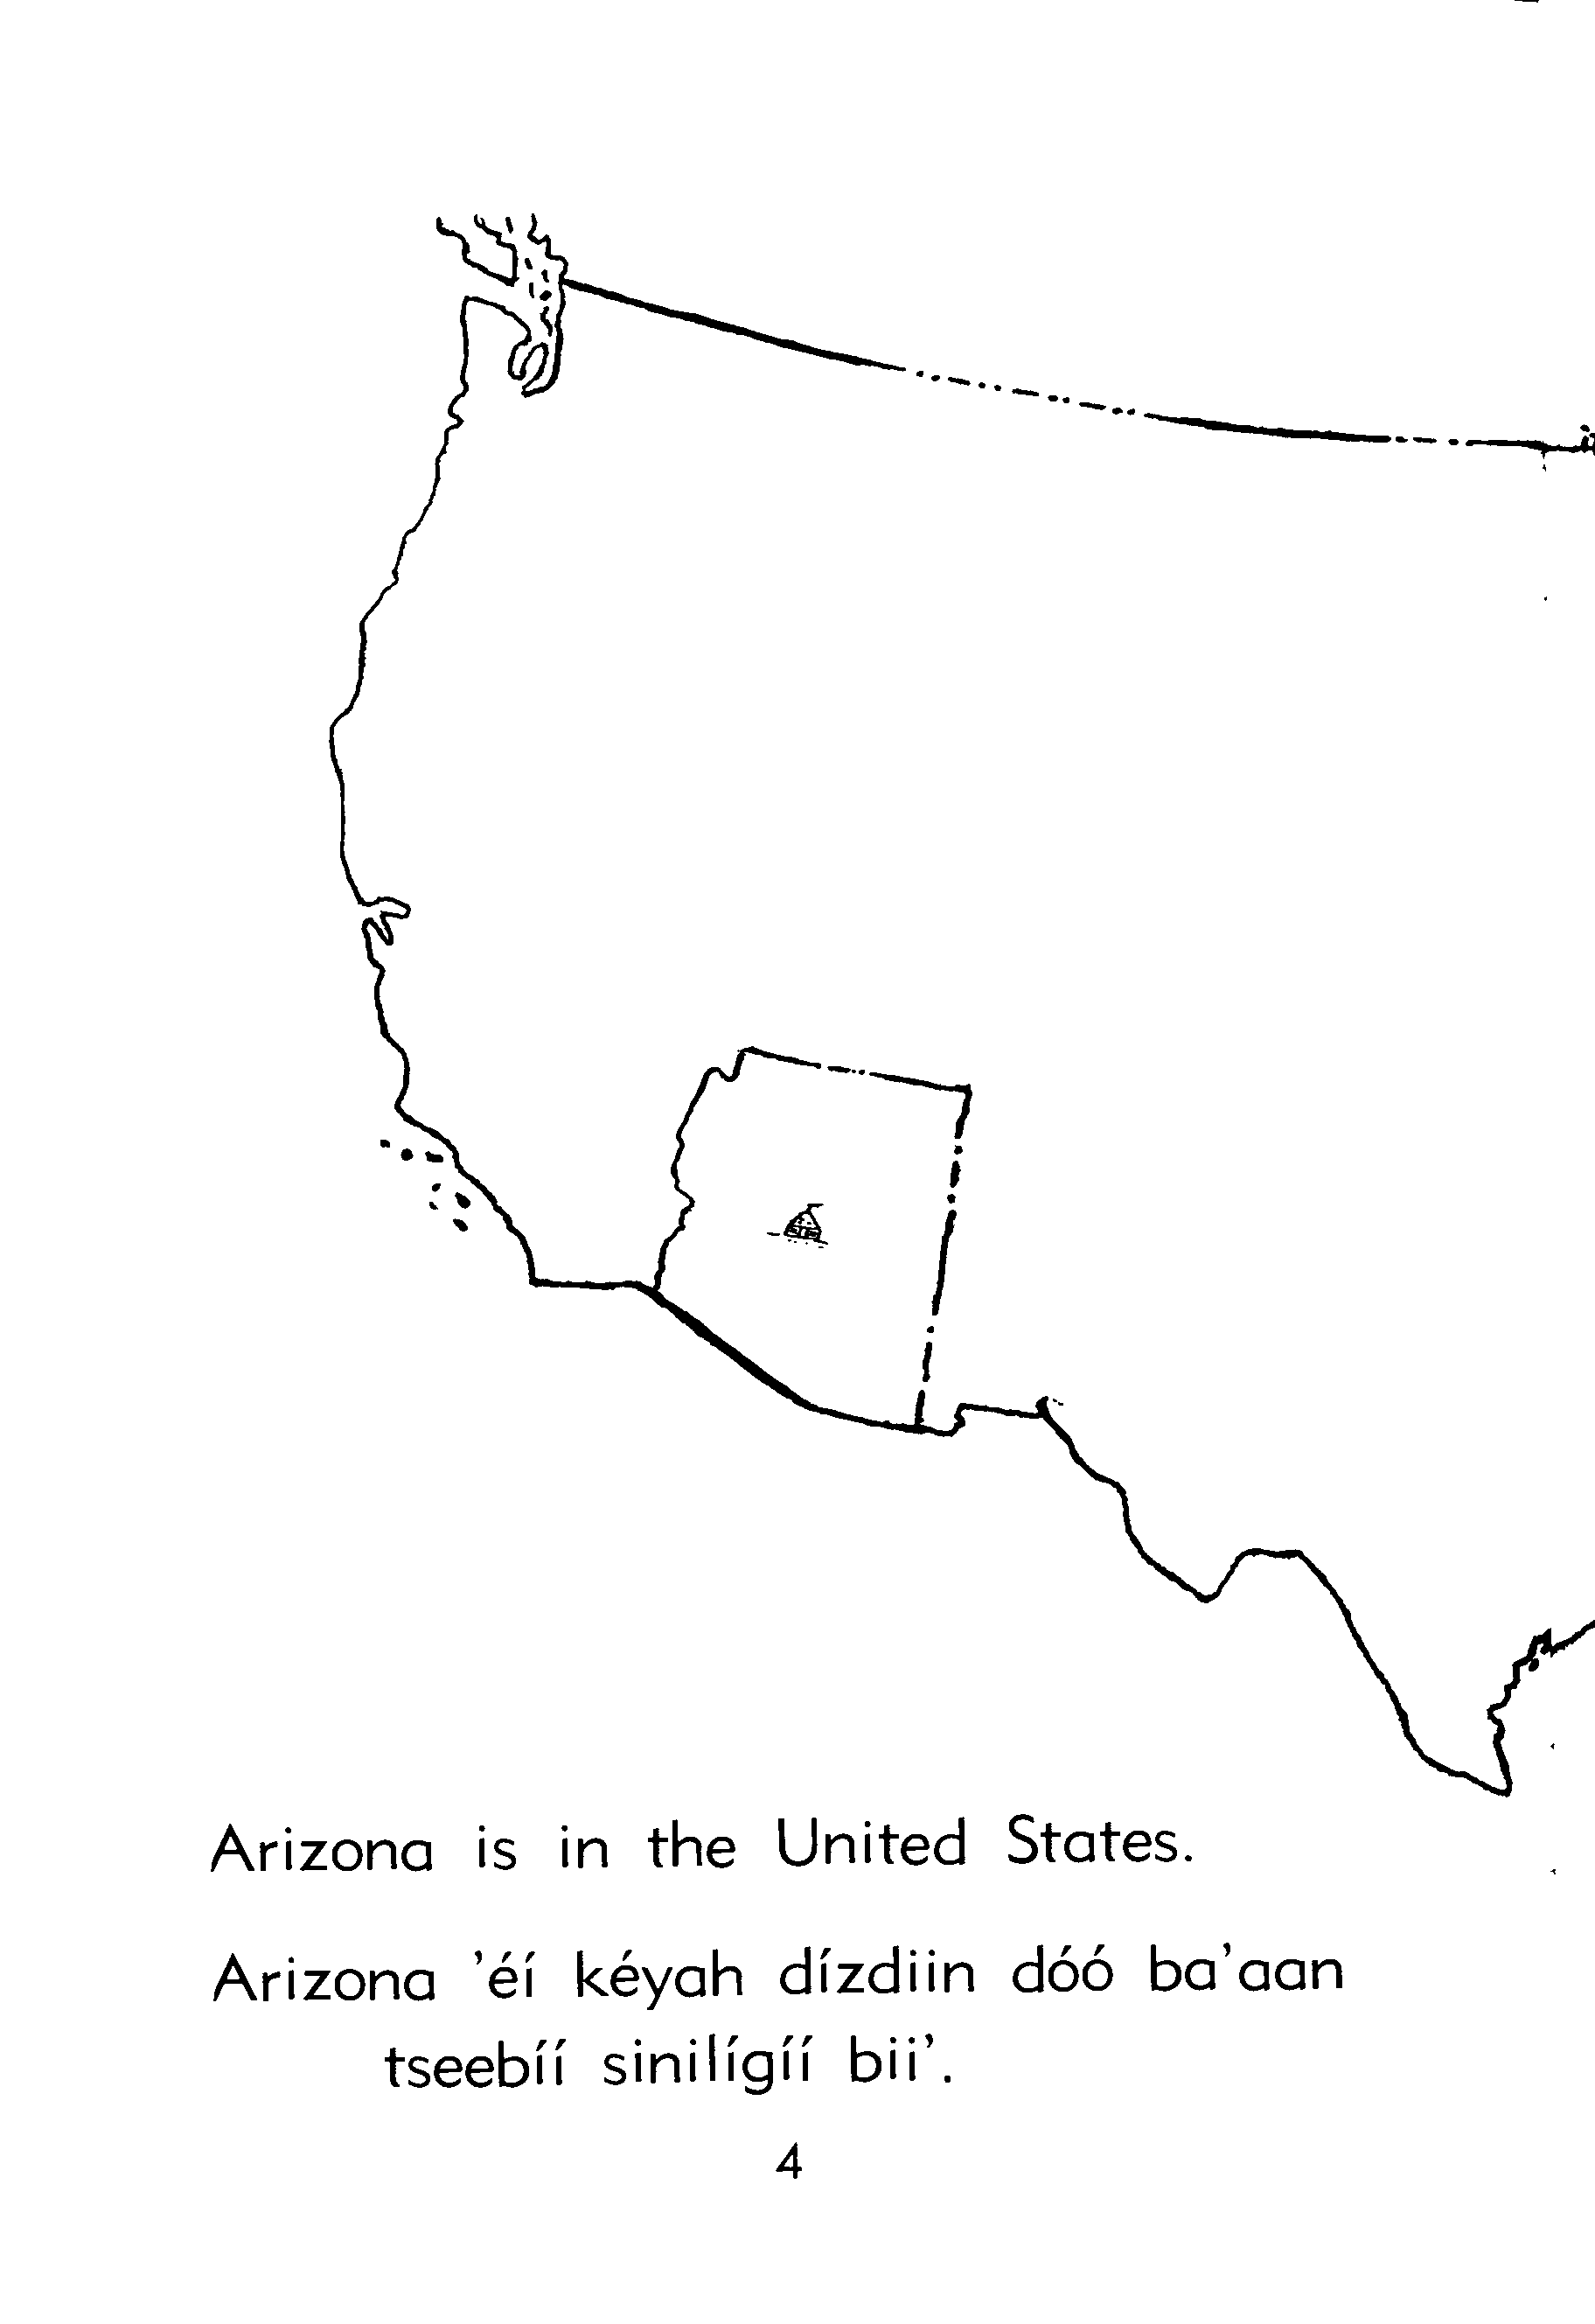 Arizona is in the United States.
Arizona 'éí kéyah dízdiin dóó ba'aan
tseebíí sinilígíí bii'.
4